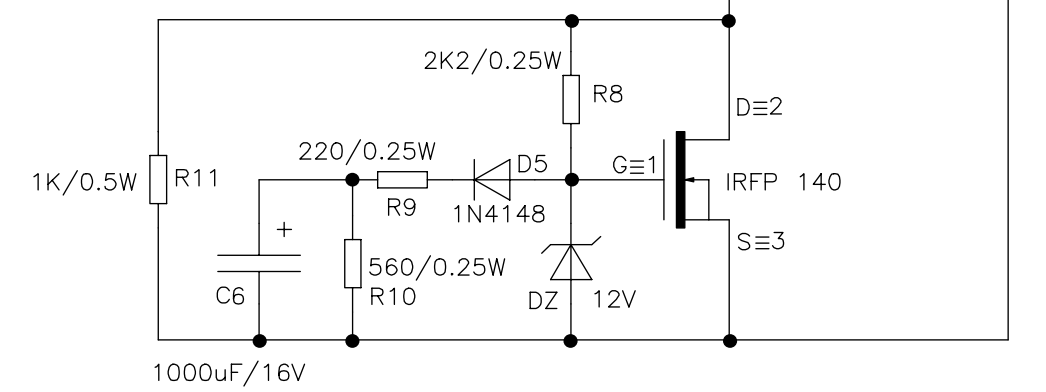 2K2/0.25W
R8
D≡2
220/0.25W
D5
G≡1
1K/0.5W
R11
IRFP 140
R9
1N4148
+
S≡3
560/0.25W
C6
R10
DZ
12V
1000uF/16V